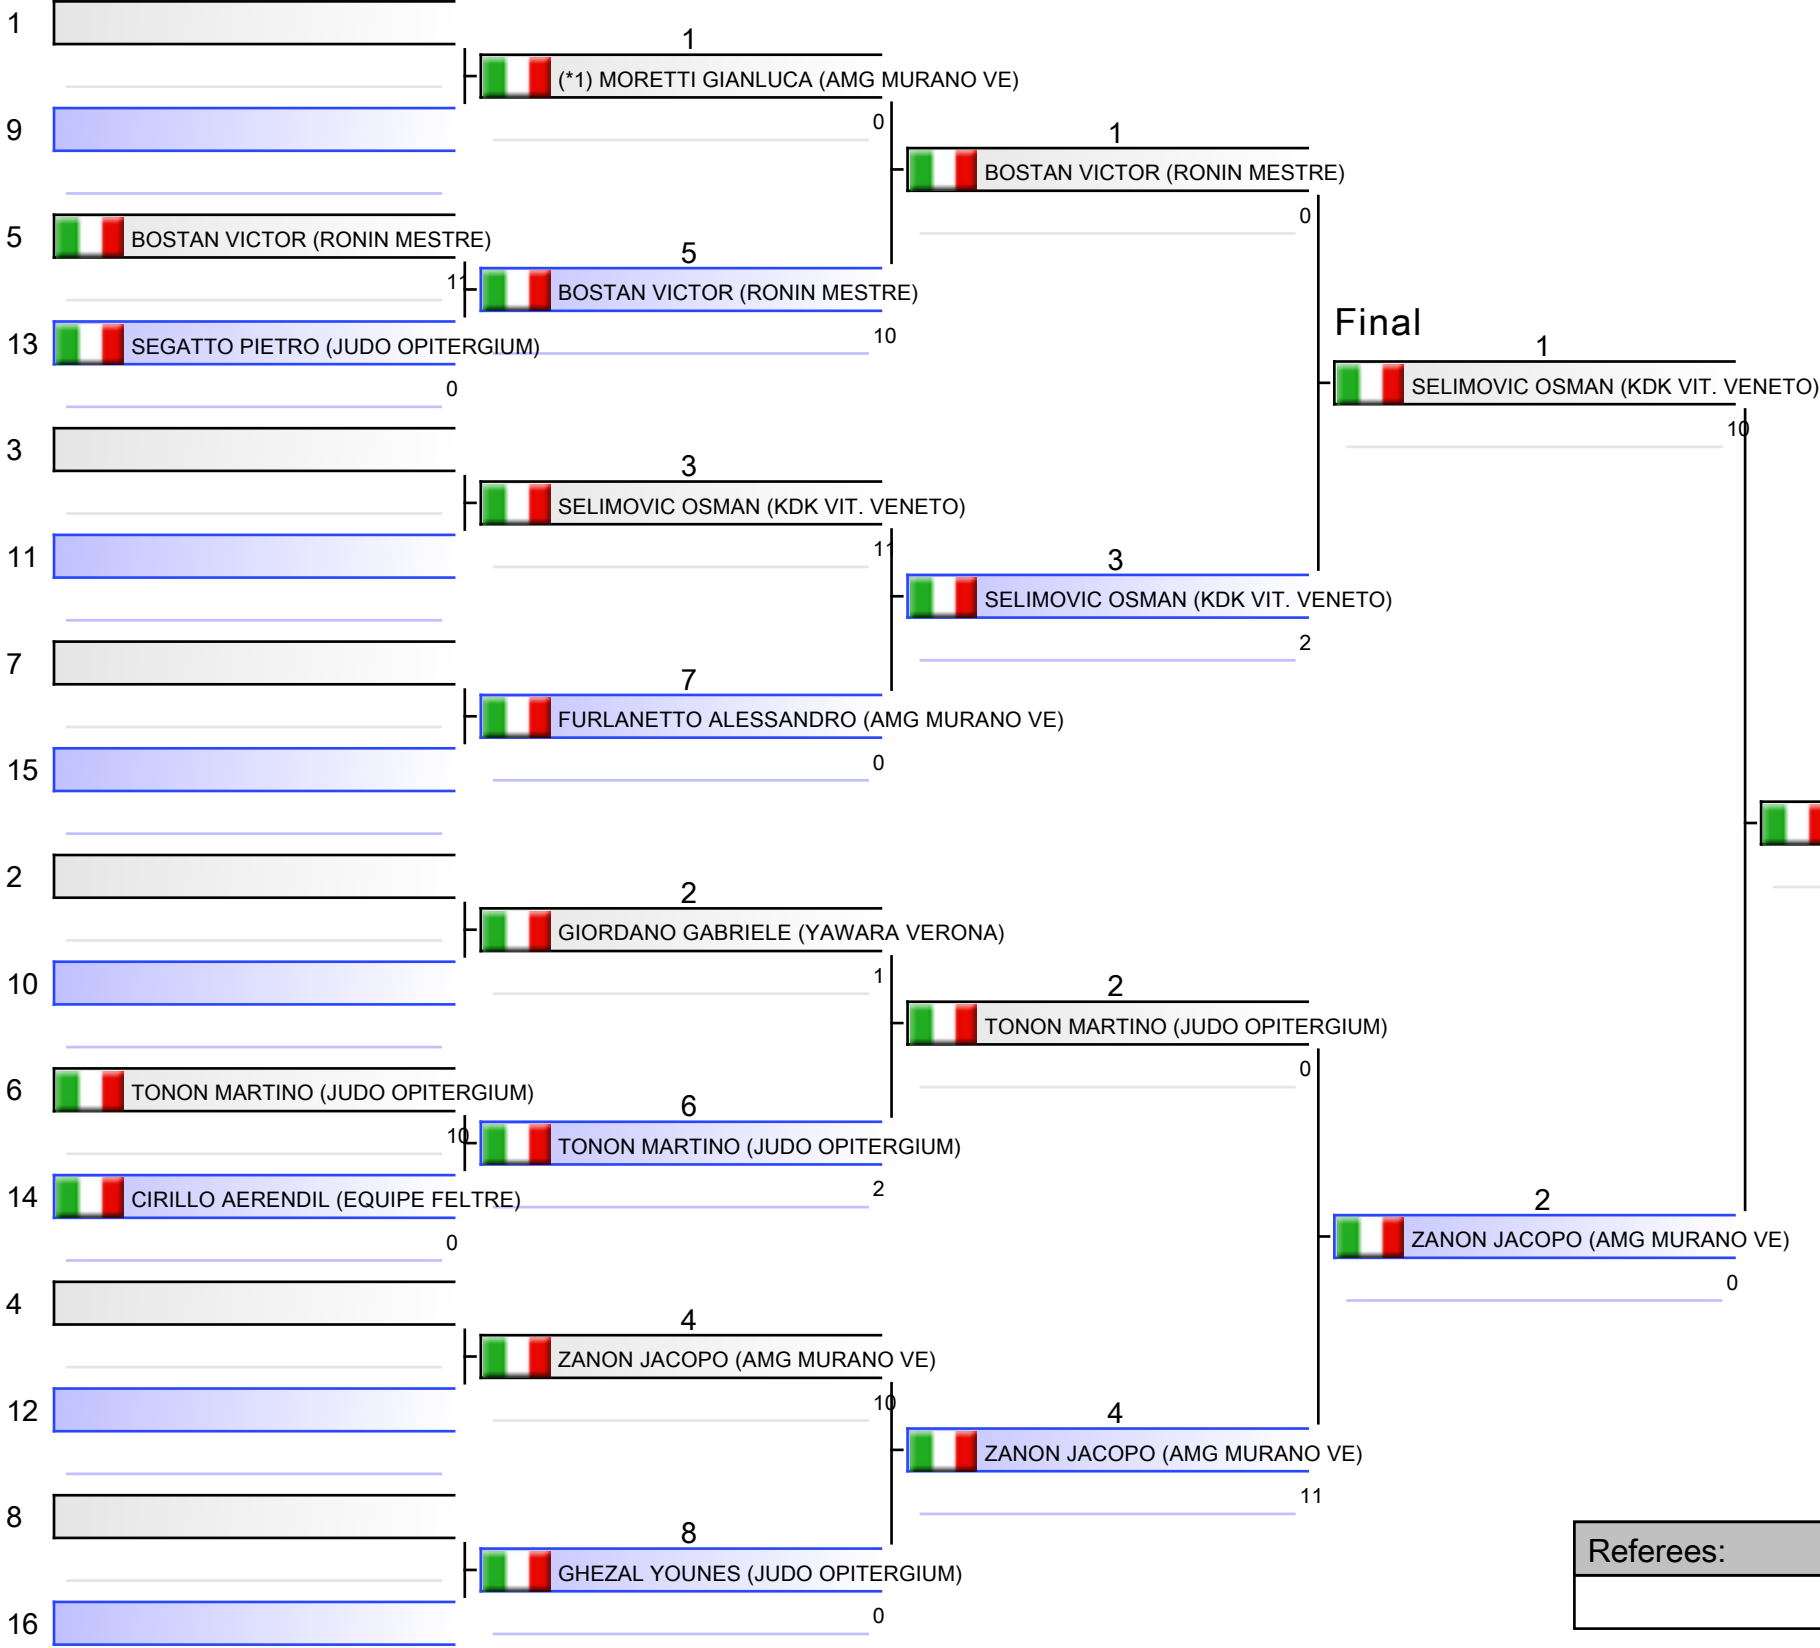 1
1
(*1) MORETTI GIANLUCA (AMG MURANO VE)
0
9
1
BOSTAN VICTOR (RONIN MESTRE)
0
5
BOSTAN VICTOR (RONIN MESTRE)
11
5
BOSTAN VICTOR (RONIN MESTRE)
10
13
SEGATTO PIETRO (JUDO OPITERGIUM)
0
Final
1
SELIMOVIC OSMAN (KDK VIT. VENETO)
10
3
3
SELIMOVIC OSMAN (KDK VIT. VENETO)
11
11
3
SELIMOVIC OSMAN (KDK VIT. VENETO)
2
7
7
FURLANETTO ALESSANDRO (AMG MURANO VE)
0
15
2
2
GIORDANO GABRIELE (YAWARA VERONA)
1
10
2
TONON MARTINO (JUDO OPITERGIUM)
0
6
TONON MARTINO (JUDO OPITERGIUM)
10
6
TONON MARTINO (JUDO OPITERGIUM)
2
14
CIRILLO AERENDIL (EQUIPE FELTRE)
0
2
ZANON JACOPO (AMG MURANO VE)
0
4
4
ZANON JACOPO (AMG MURANO VE)
10
12
4
ZANON JACOPO (AMG MURANO VE)
11
8
8
GHEZAL YOUNES (JUDO OPITERGIUM)
0
16
Referees: